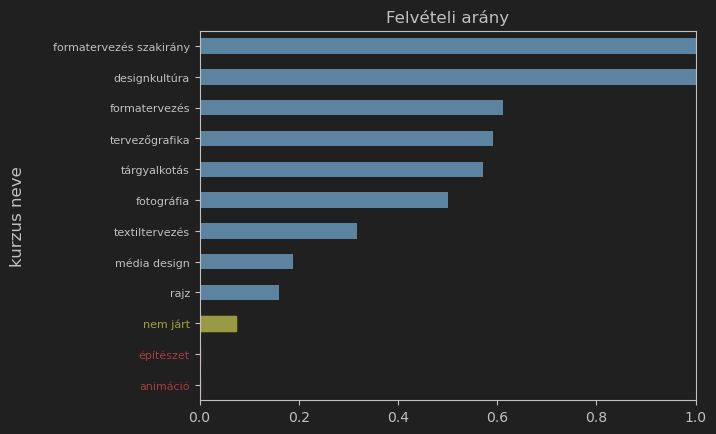 Felvételi arány
kurzus neve
formatervezés szakirány
designkultúra
formatervezés
tervezőgrafika
tárgyalkotás
fotográfia
textiltervezés
média design
rajz
nem járt
építészet
animáció
0.0 0.2 0.4 0.6 0.8 1.0